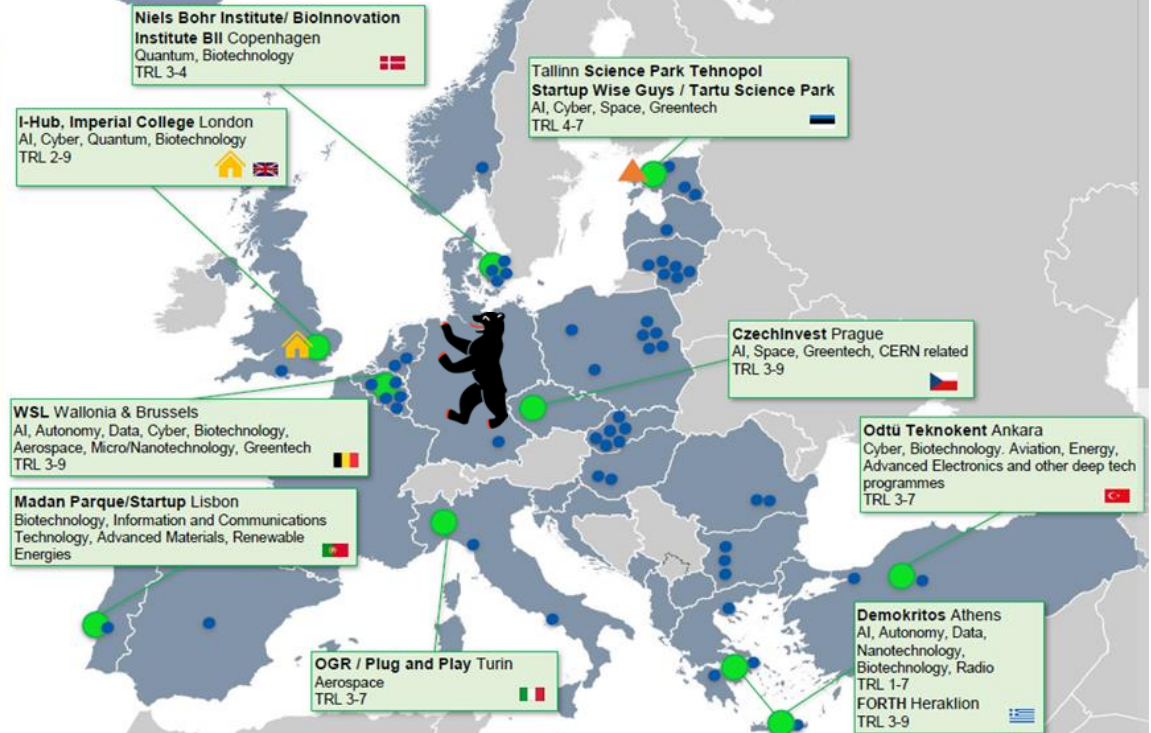 Niels Bohr Institute/ BioInnovation
Institute BII Copenhagen
Quantum, Biotechnology
TRL 3-4
Tallinn Science Park Tehnopol
Startup Wise Guys / Tartu Science Park
AI, Cyber, Space, Greentech
TRL 4-7
I-Hub, Imperial College London
AI, Cyber, Quantum, Biotechnology
TRL 2-9
CzechInvest Prague
AI, Space, Greentech, CERN related
TRL 3-9
WSL Wallonia & Brussels
AI, Autonomy, Data, Cyber, Biotechnology,
Aerospace, Micro/Nanotechnology, Greentech
TRL 3-9
Odtü Teknokent Ankara
Cyber, Biotechnology. Aviation, Energy,
Advanced Electronics and other deep tech
programmes
TRL 3-7
Madan Parque/Startup Lisbon
Biotechnology, Information and Communications
Technology, Advanced Materials, Renewable
Energies
OGR / Plug and Play Turin
Aerospace
TRL 3-7
Demokritos Athens
AI, Autonomy, Data,
Nanotechnology,
Biotechnology, Radio
TRL 1-7
FORTH Heraklion
TRL 3-9